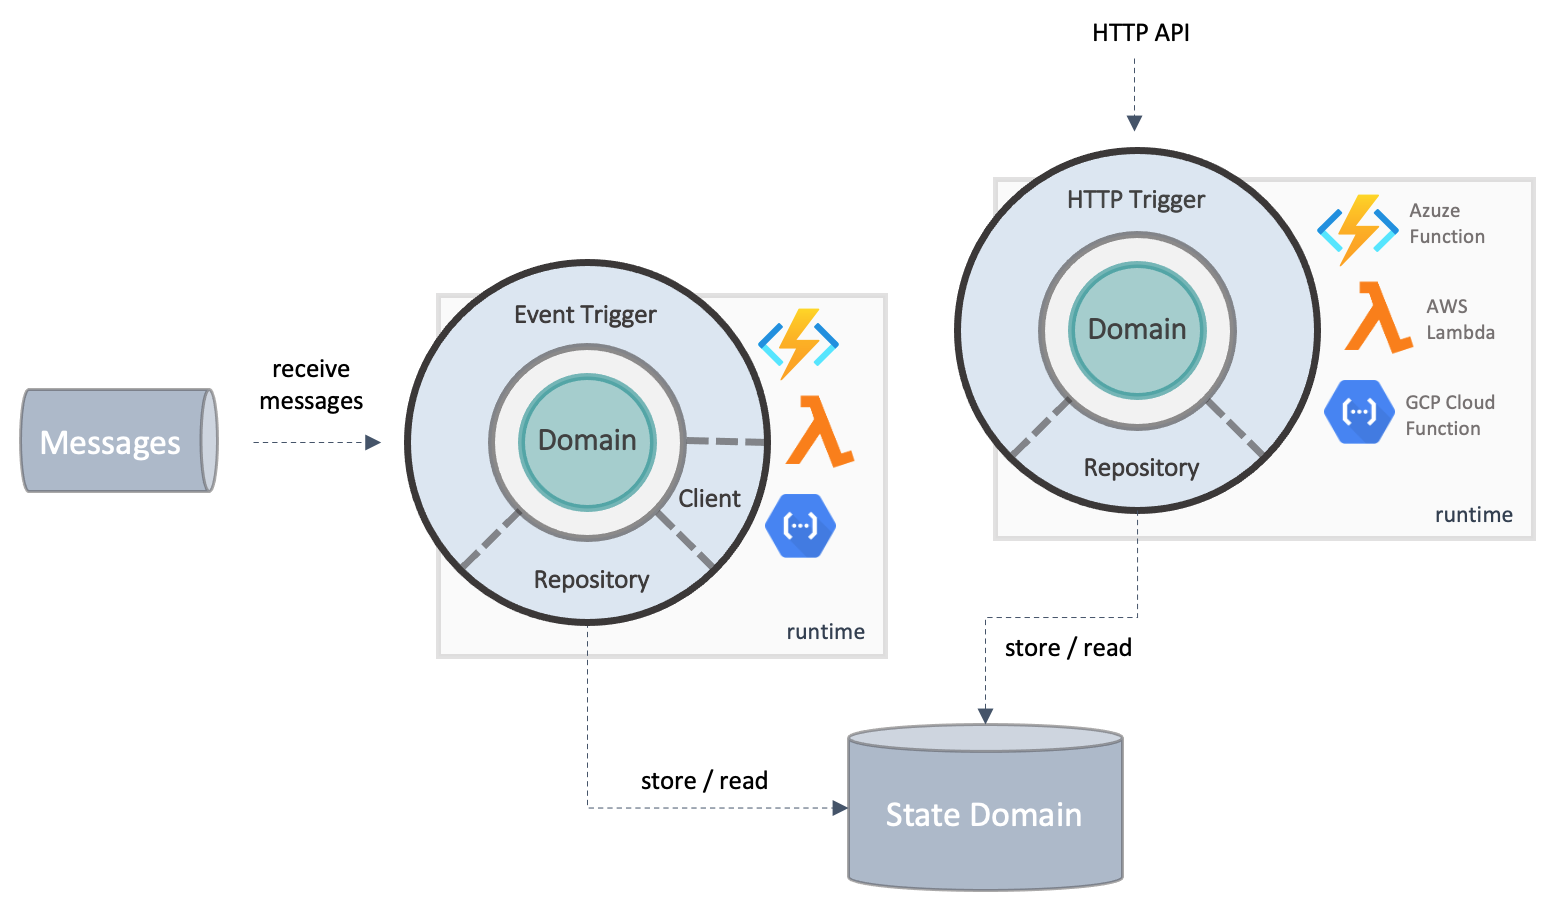 HTTP API
HTTP Trigger
Domain
Repository
Azuze
Function
AWS
Lambda
GCP Cloud
Function
runtime
Event Trigger
Domain
Client
Repository
runtime
receive
messages
Messages
store / read
store / read
State Domain